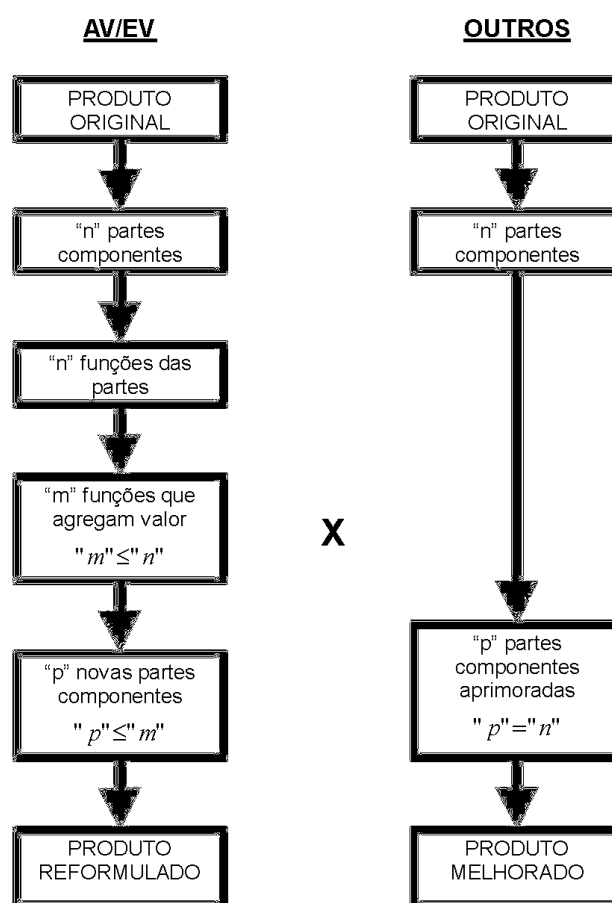 AV/EV
PRODUTO
ORIGINAL
“n” partes
componentes
“n” funções das
partes
“m” funções que
agregam valor
"m"≤"n"
“p” novas partes
componentes
"p"≤"m"
PRODUTO
REFORMULADO
X
OUTROS
PRODUTO
ORIGINAL
“n” partes
componentes
“p” partes
componentes
aprimoradas
"p"="n"
PRODUTO
MELHORADO